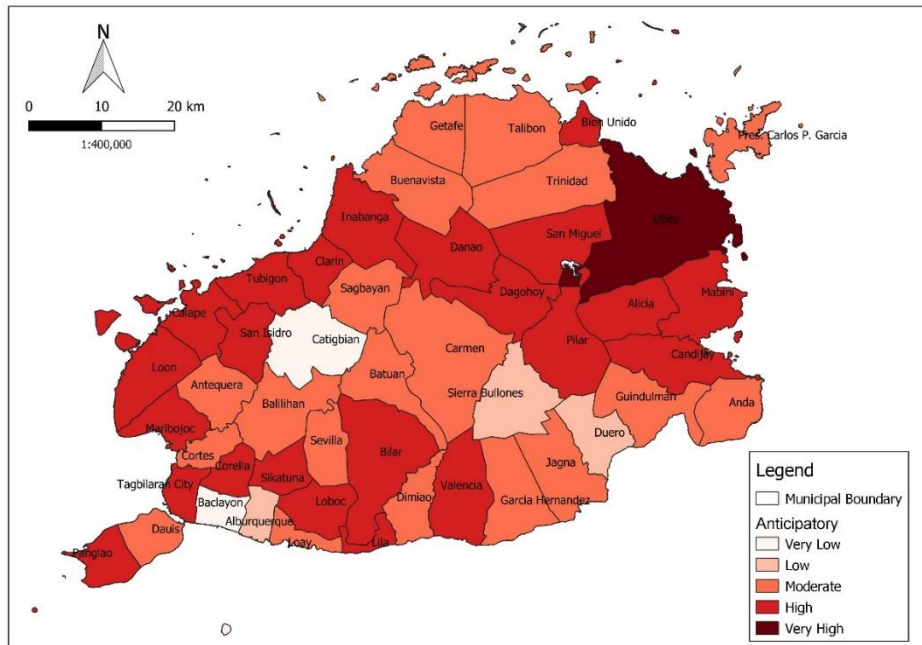 N
0 10 20 km
1:400,000
Getafe
Talibon
Bien Unido
Pres. Carlos P. Garcia
Buenavista
Trinidad
Ubay
Inabanga
Danao
San Miguel
Clarin
Tubigon
Sagbayan
Dagohoy
Alicia
Mabini
Calape
San Isidro
Catigbian
Carmen
Pilar
Candijay
Loon
Antequera
Batuan
Sierra Bullones
Guindulman
Anda
Balilihan
Maribojoc
Sevilla
Duero
Cortes
Bilar
Corella
Sikatuna
Jagna
Tagbilaran City
Baclayon
Loboc
Dimiao
Valencia
Garcia Hernandez
Alburquerque
Dauis
Loay
Lila
Panglao
Legend
Municipal Boundary
Anticipatory
Very Low
Low
Moderate
High
Very High